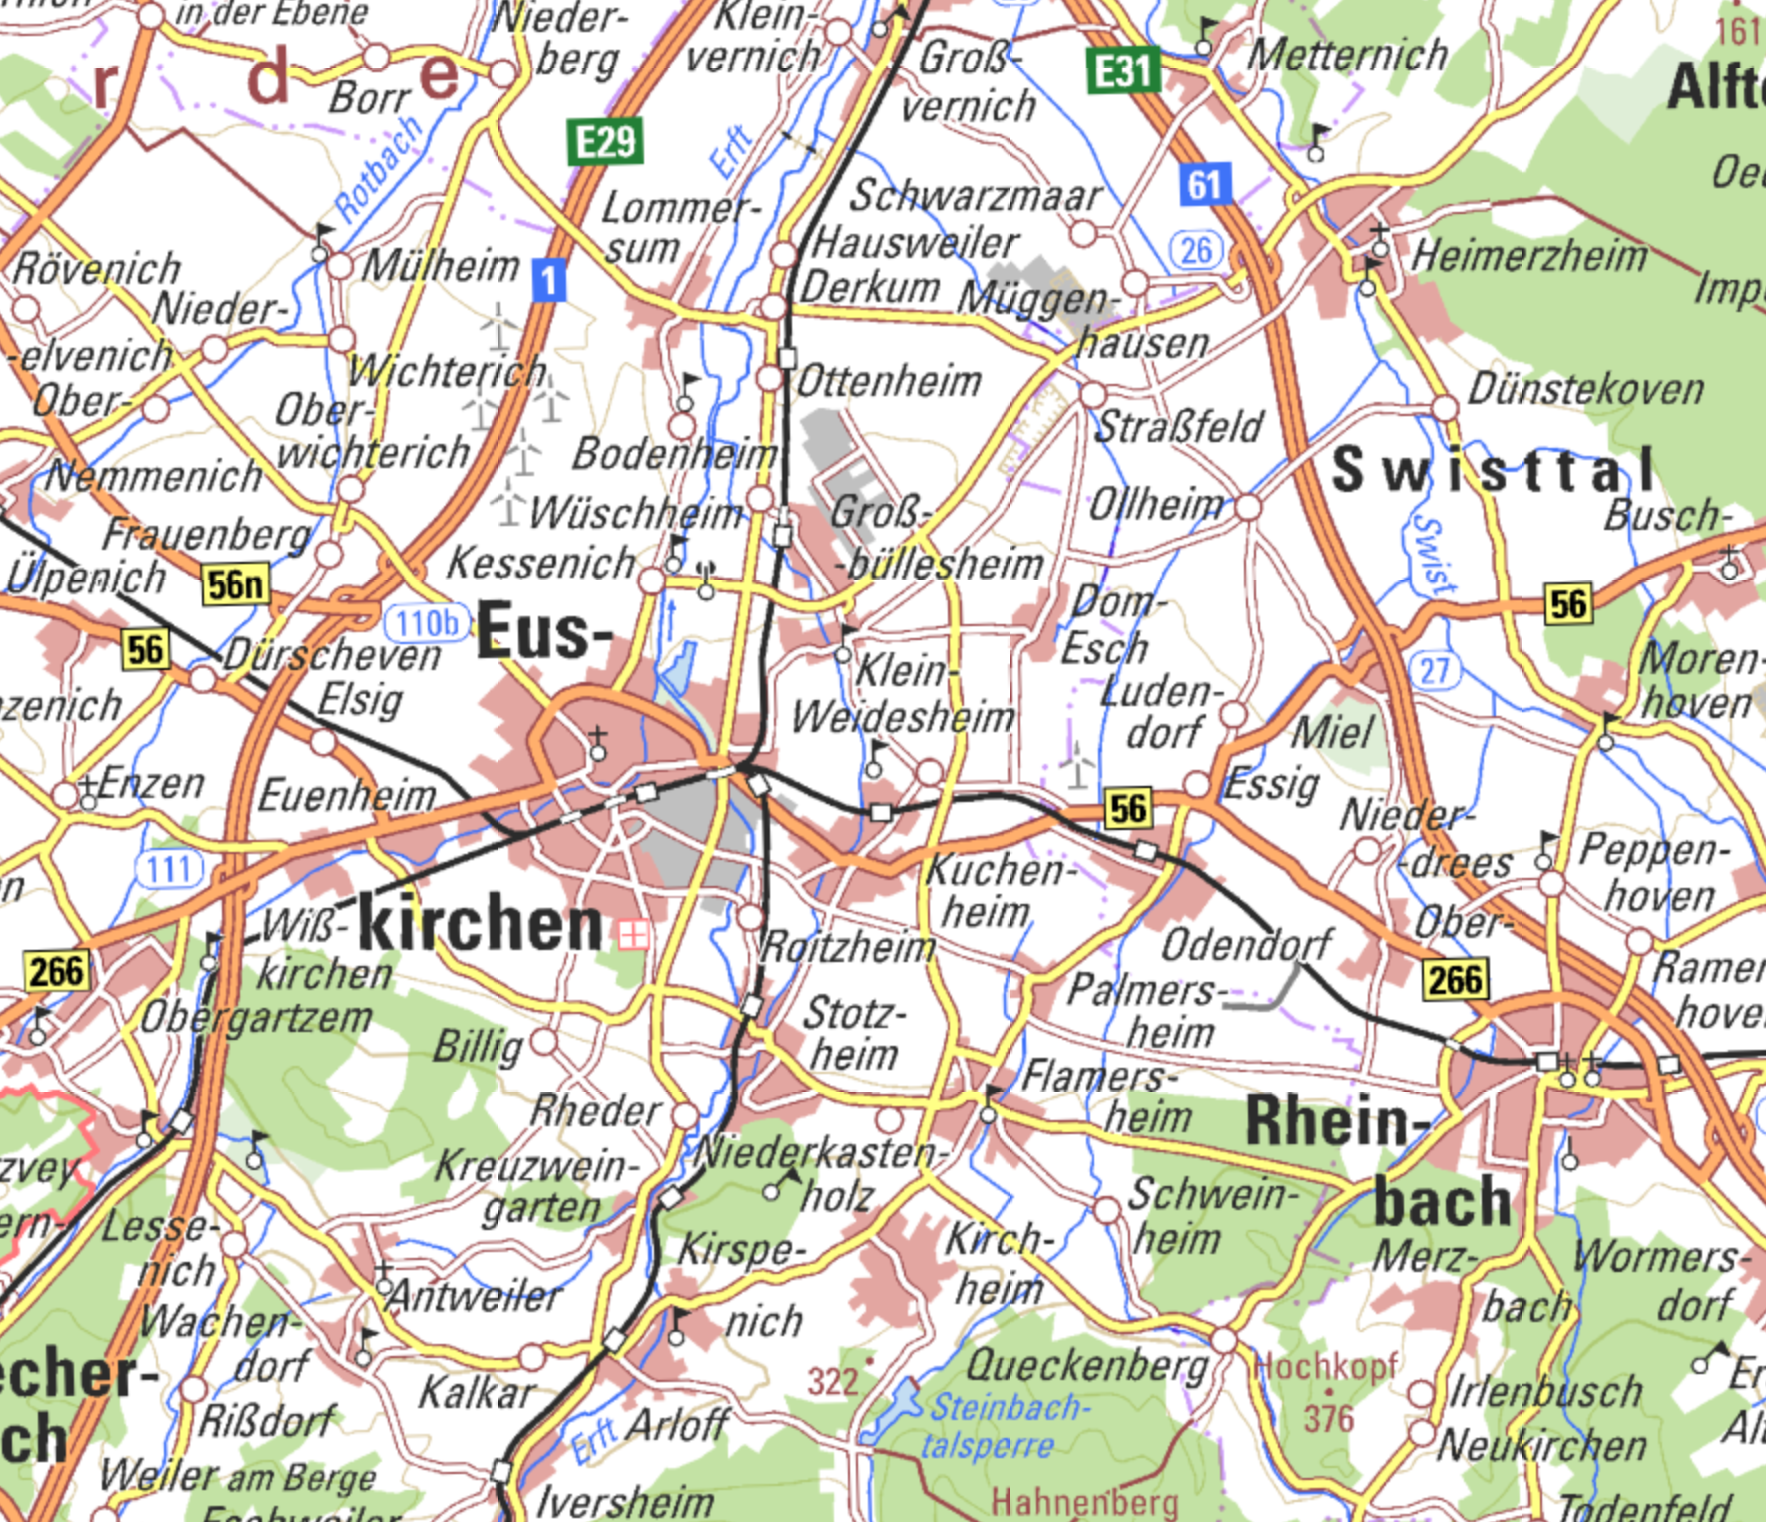 in der Ebene
Nieder-
berg
Klein-
vernich
Groß-
vernich
E31
Metternich
161
Alft
r d e
Borr
E29
Erft
Rotbach
61
Oe
Lommer-
sum
Schwarzmaar
Hausweiler
26
Heimerzheim
Rövenich
Mülheim
1
Derkum
Müggen-
hausen
Imp
Nieder-
-elvenich
Wichterich
Ottenheim
Dünstekoven
Ober-
Ober-
wichterich
Straßfeld
Nemmenich
Bodenheim
Swisttal
Wüschheim
Groß-
-büllesheim
Ollheim
Busch-
Frauenberg
Kessenich
Swist
Ülpenich
56n
110b
Eus-
kirchen
Dom-
Esch
56
56
Dürscheven
Klein-
27
Moren-
hoven
Elsig
Weidesheim
Luden-
dorf
Miel
zenich
Enzen
Euenheim
56
Essig
Nieder-
-drees
Peppen-
hoven
111
Kuchen-
heim
Ober-
Wiß-
kirchen
Roitzheim
Odendorf
266
266
Ramer
hove
Palmers-
heim
Obergartzem
Stotz-
heim
Billig
Flamers-
heim
Rheder
Rhein-
bach
zvey
Kreuzwein-
garten
Niederkasten-
holz
Schwein-
heim
ern-
Lesse-
nich
Kirspe-
nich
Kirch-
heim
Merz-
bach
Wormers-
dorf
Antweiler
Wachen-
dorf
echer-
ch
322
Queckenberg
Hochkopf
376
Irlenbusch
Kalkar
Rißdorf
Erft
Arloff
Steinbach-
talsperre
Neukirchen
Al
Weiler am Berge
Iversheim
Hahnenberg
Todenfeld